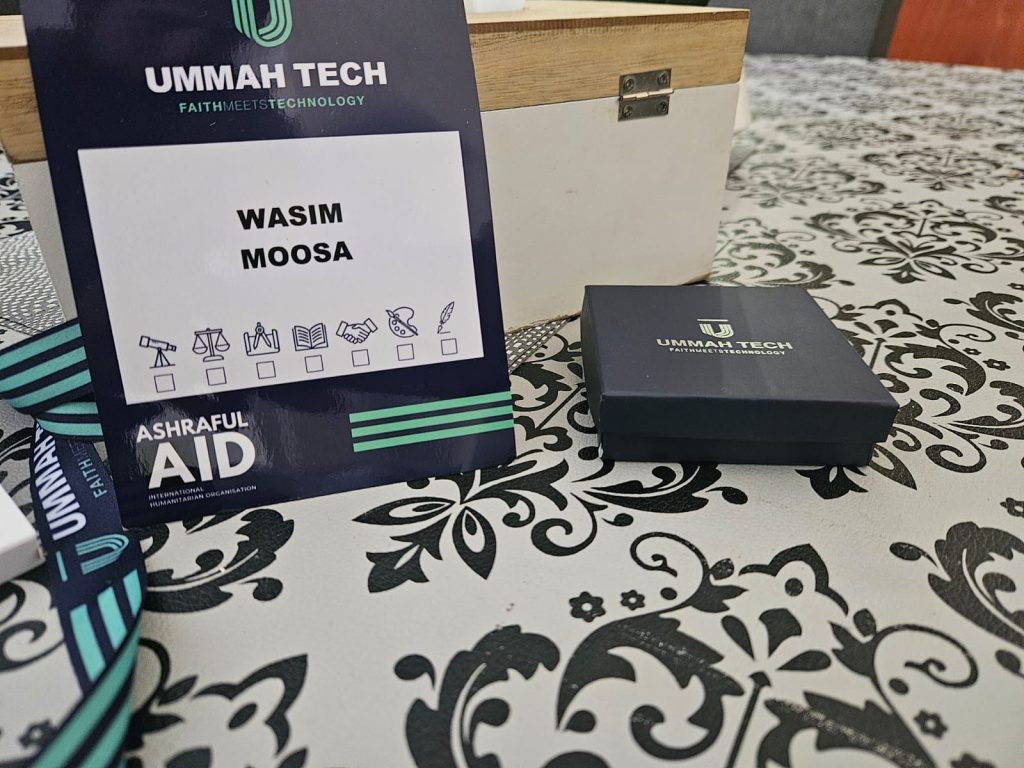 UMMAH TECH
FAITHMEETSTECHNOLOGY
WASIM
MOOSA
ASHRAFUL
AID
INTERNATIONAL
HUMANITARIAN ORGANISATION
UMMAH TECH
FAITHMEETSTECHNOLOGY
UMMAH
FAITH